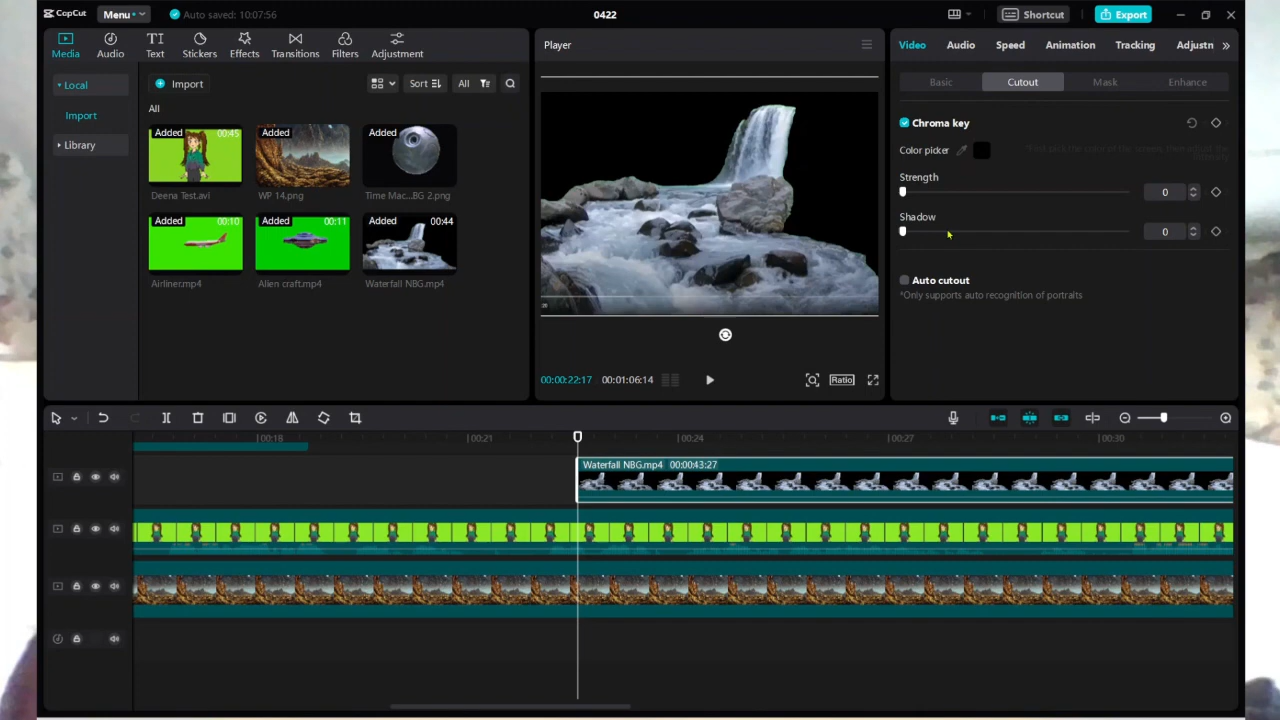 CapCut Menu Auto saved: 10:07:56 0422 Shortcut Export
Media Audio Text Stickers Effects Transitions Filters Adjustment
Player
Video Audio Speed Animation Tracking Adjustn
Local
Import
Library
Import Sort All
All
Added 00:45
Deena Test.avi
Added
WP 14.png
Added
Time Mac...BG 2.png
Added 00:10
Airliner.mp4
Added 00:11
Alien craft.mp4
Added 00:44
Waterfall NBG.mp4
00:00:22:17 00:01:06:14 Ratio
Basic Cutout Mask Enhance
Chroma key
Color picker
Strength
0
Shadow
0
Auto cutout
*Only supports auto recognition of portraits
00:18 00:21 00:24 00:27 00:30
Waterfall NBG.mp4 00:00:43:27